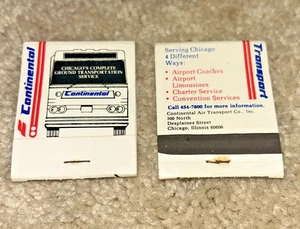 Continental
CHICAGO'S COMPLETE
GROUND TRANSPORTATION
SERVICE
Continental
Transport
Serving Chicago
4 Different
Ways:
• Airport Coaches
• Airport
Limousines
• Charter Service
• Convention Services
Call 454-7800 for more information.
Continental Air Transport Co., Inc.
300 North
Desplaines Street
Chicago, Illinois 60606